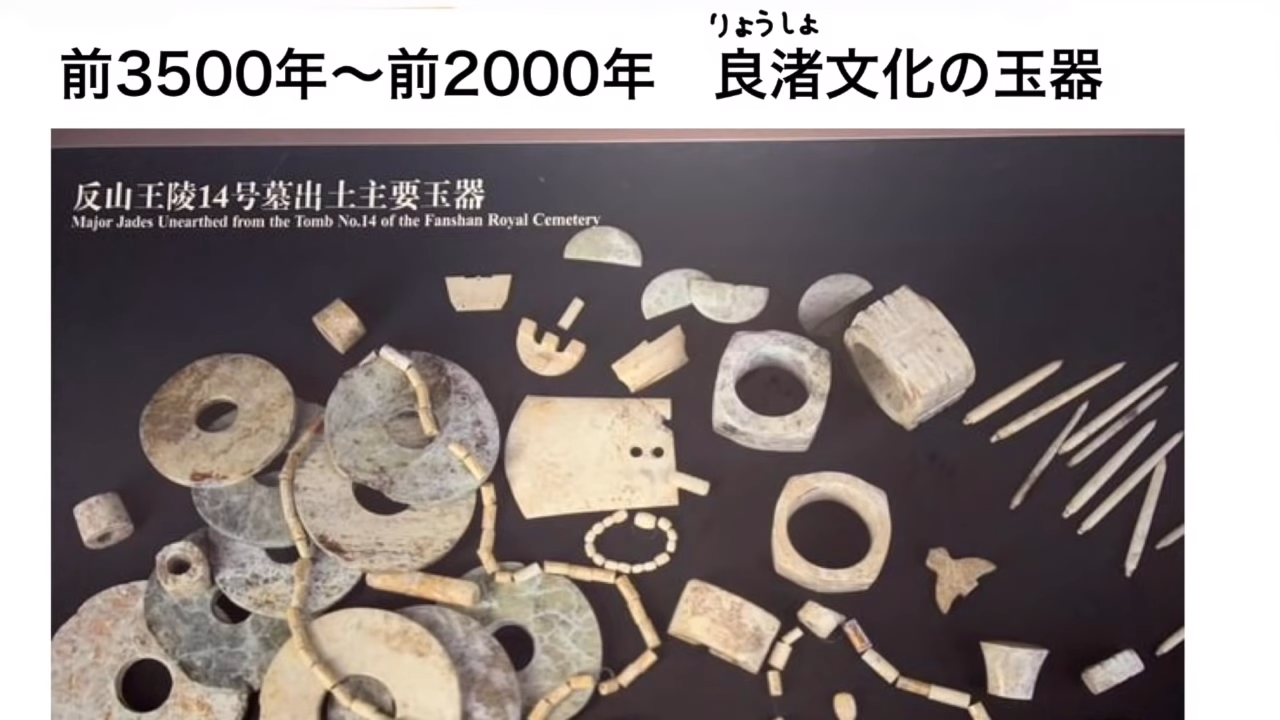 りょうしょ
前3500年〜前2000年　良渚文化の玉器
反山王陵14号墓出土主要玉器
Major Jades Unearthed from the Tomb No.14 of the Fanshan Royal Cemetery